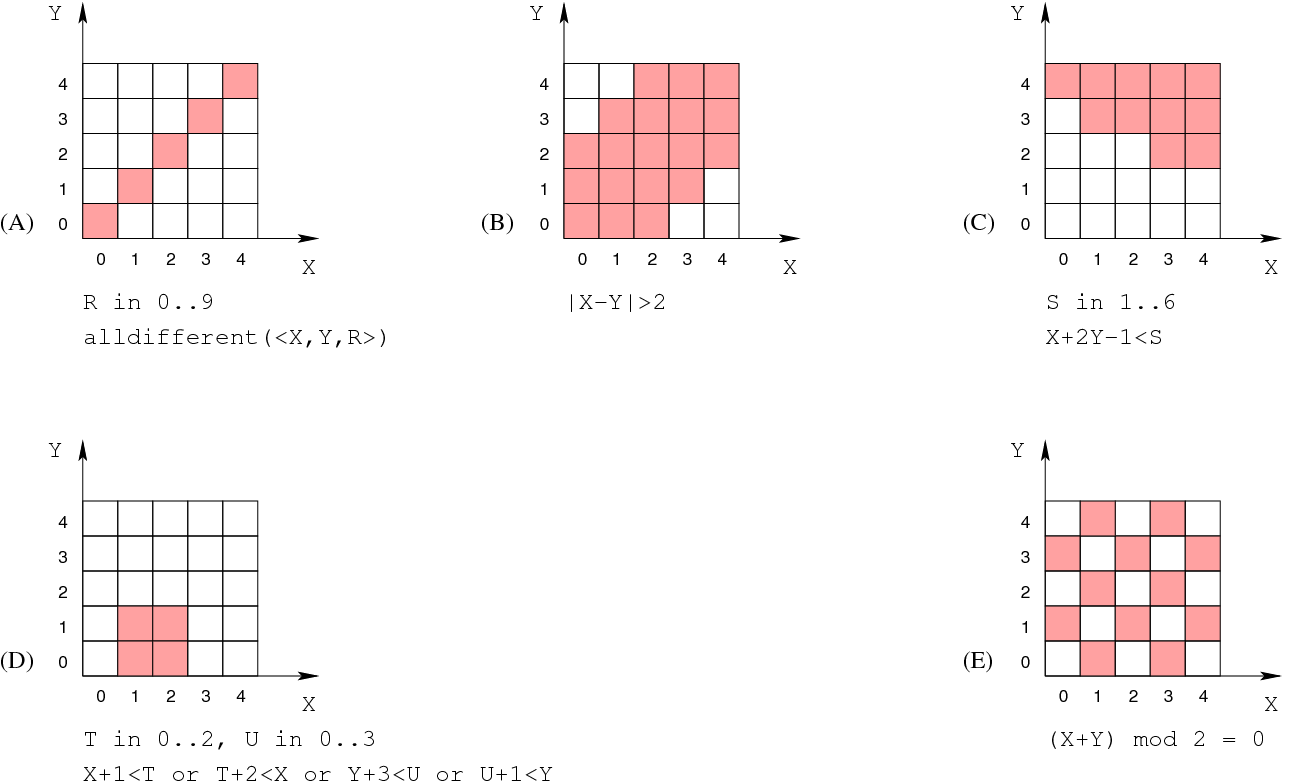 Y Y Y
4 4
3 3 3
2 2 2
1 1 1
(A) 0 (B) 0 (C) 0
0 1 2 3 4 0 1 2 3 4 0 1 2 3 4
X X X
R in 0..9 |X-Y|>2 S in 1..6
alldifferent(<X,Y,R>) X+2Y-1<S
Y Y
4 4
3 3
2 2
1 1
(D) 0 (E) 0
0 1 2 3 4 0 1 2 3 4
X X
T in 0..2, U in 0..3 (X+Y) mod 2 = 0
X+1<T or T+2<X or Y+3<U or U+1<Y